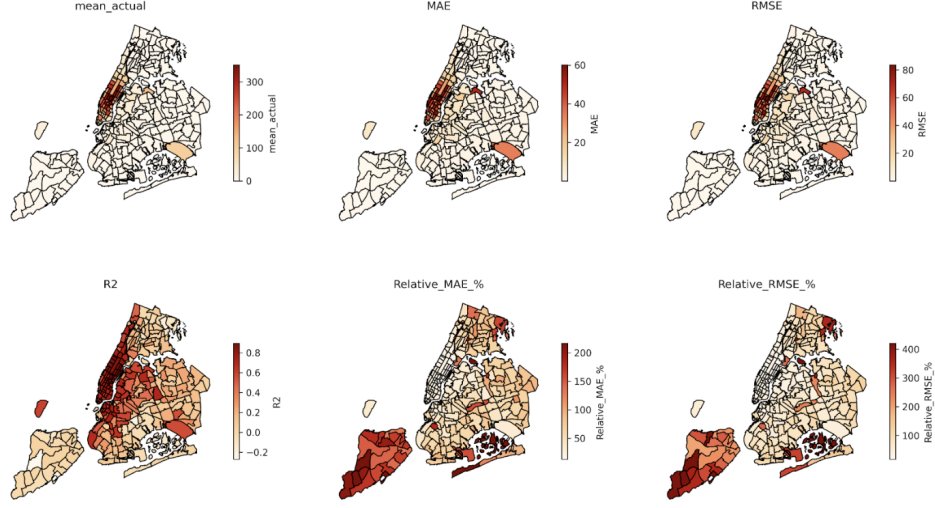 mean_actual
MAE
RMSE
300
200
100
0
mean_actual
60
40
20
MAE
80
60
40
20
RMSE
R2
Relative_MAE_%
Relative_RMSE_%
0.8
0.6
0.4
0.2
0.0
−0.2
R2
200
150
100
50
Relative_MAE_%
400
300
200
100
Relative_RMSE_%